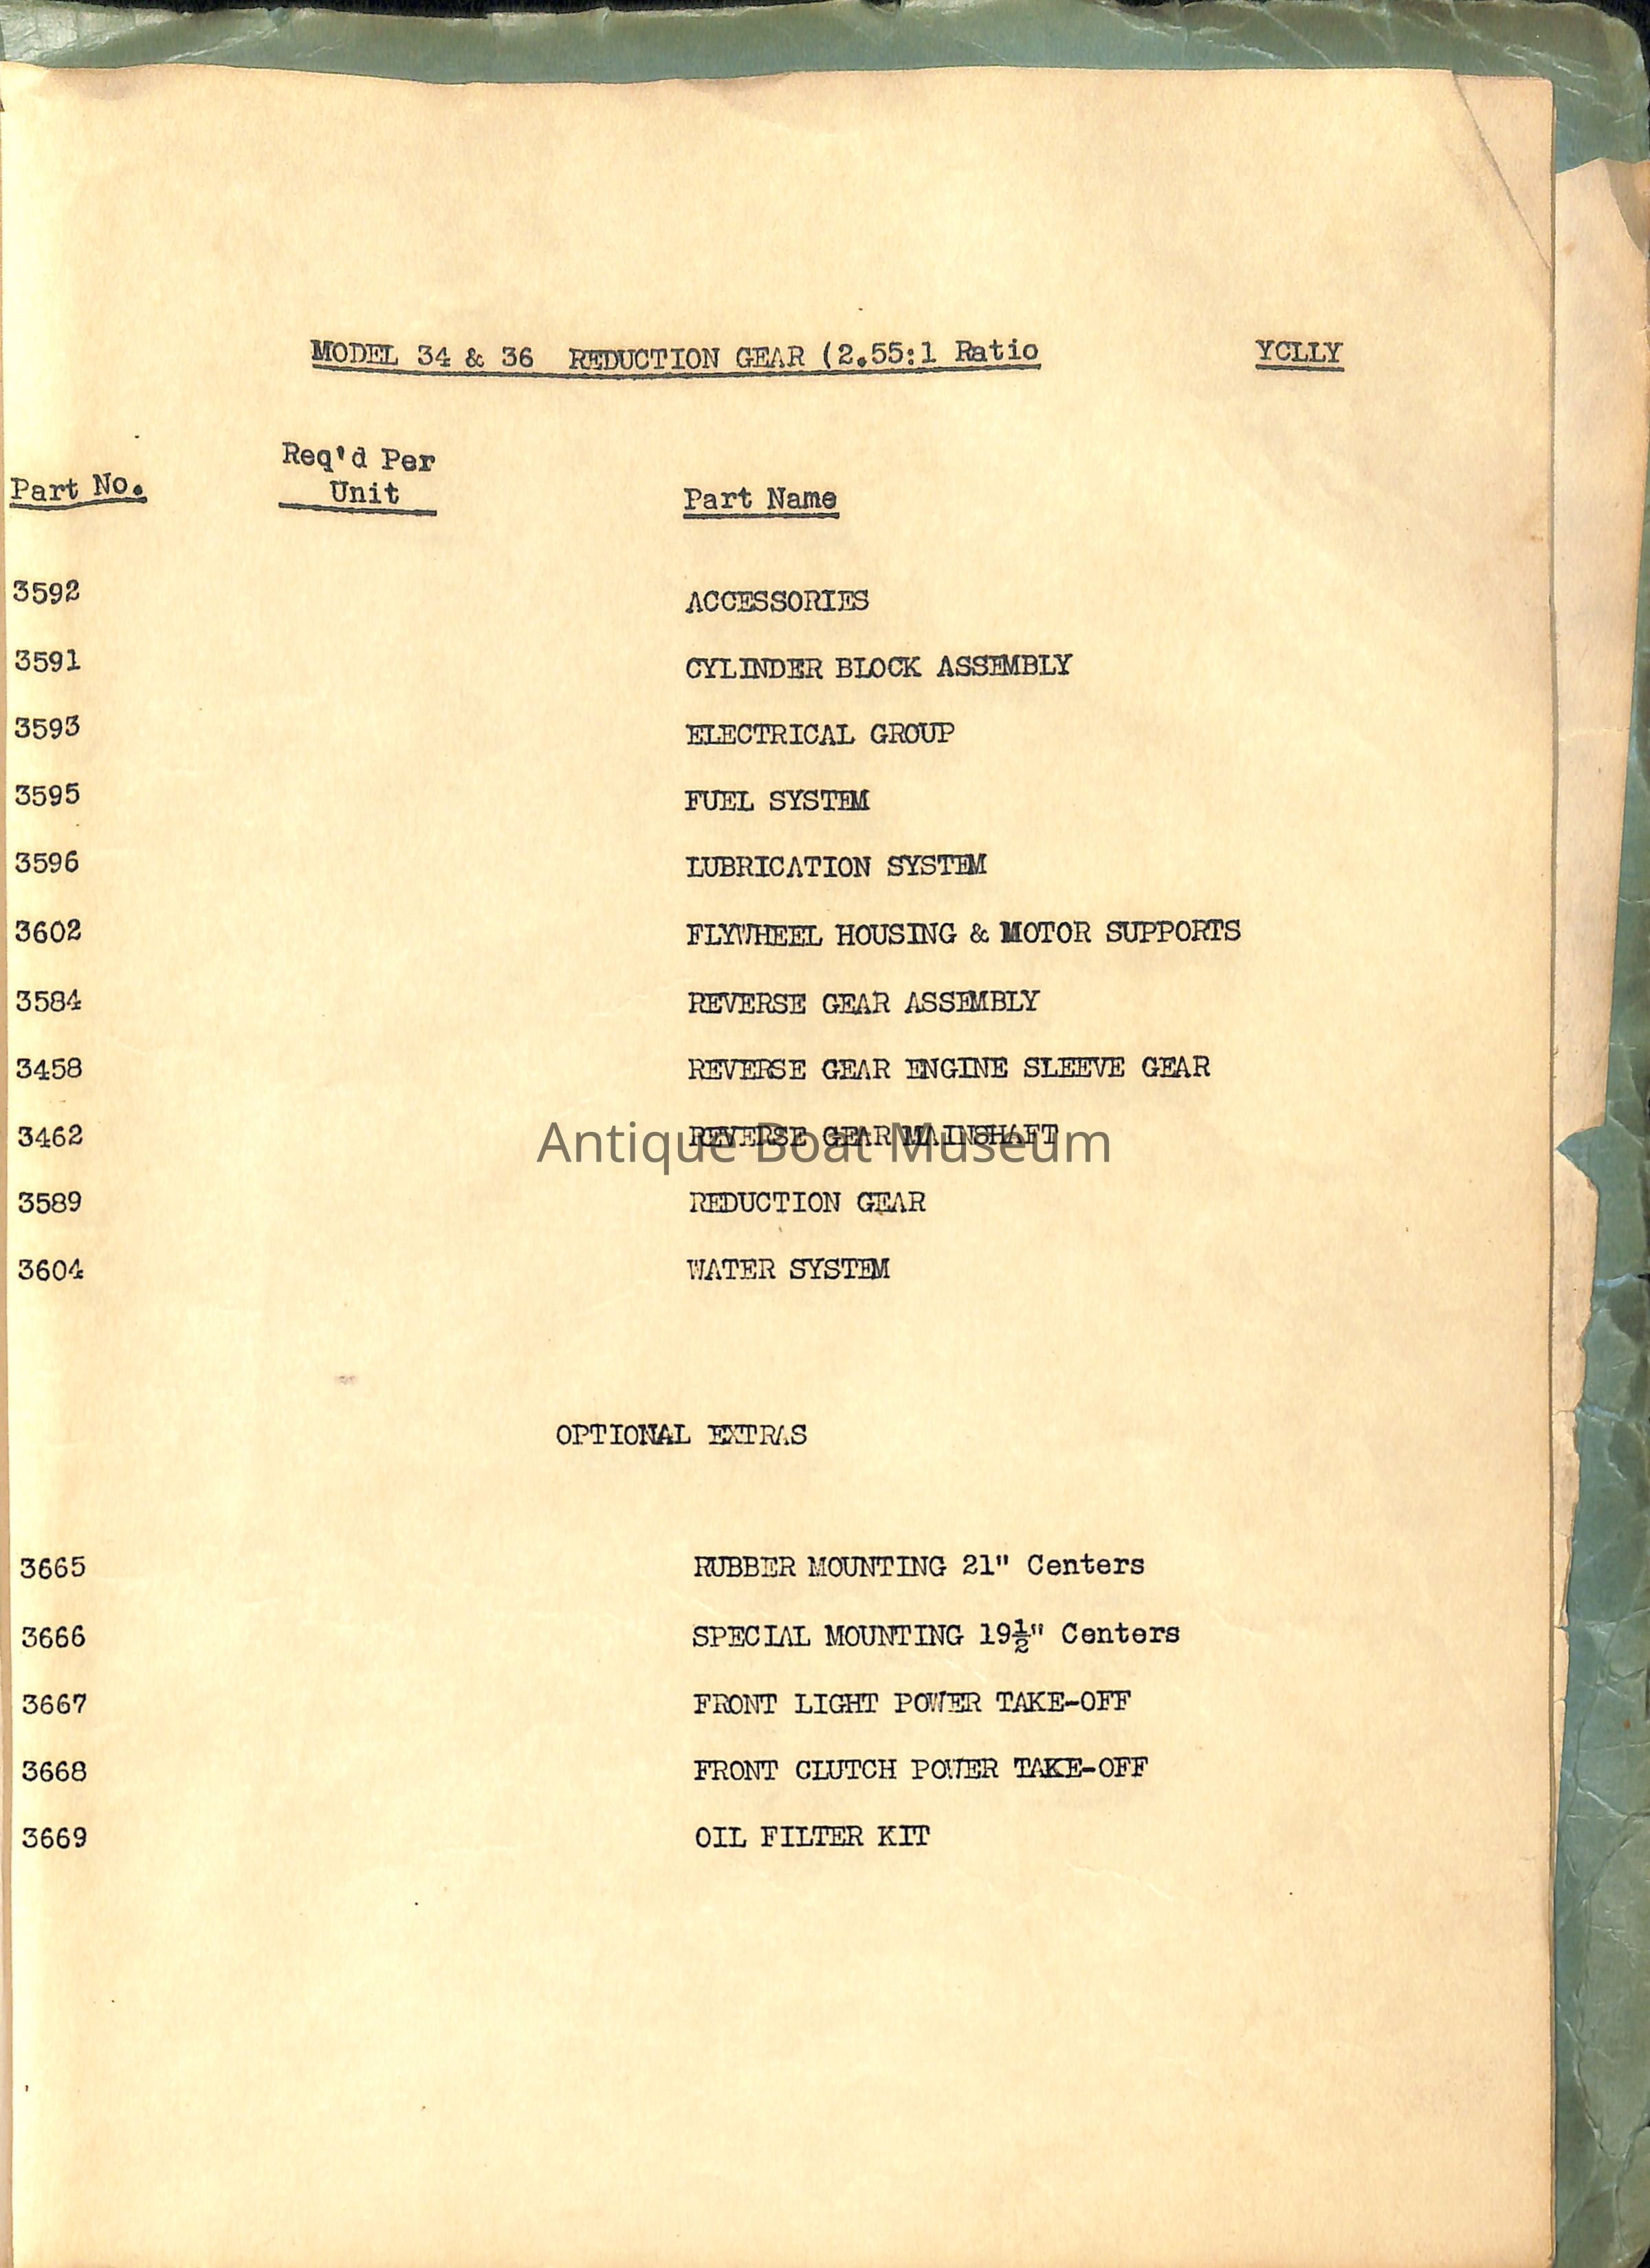 MODEL 34 & 36 REDUCTION GEAR (2.55:1 Ratio YCLLY
Req'd Per
Part No. Unit Part Name
3592 ACCESSORIES
3591 CYLINDER BLOCK ASSEMBLY
3593 ELECTRICAL GROUP
3595 FUEL SYSTEM
3596 LUBRICATION SYSTEM
3602 FLYWHEEL HOUSING & MOTOR SUPPORTS
3584 REVERSE GEAR ASSEMBLY
3458 REVERSE GEAR ENGINE SLEEVE GEAR
3462 REVERSE GEAR MAINSHAFT
Antique Boat Museum
3589 REDUCTION GEAR
3604 WATER SYSTEM
OPTIONAL EXTRAS
3665 RUBBER MOUNTING 21" Centers
3666 SPECIAL MOUNTING 19½" Centers
3667 FRONT LIGHT POWER TAKE-OFF
3668 FRONT CLUTCH POWER TAKE-OFF
3669 OIL FILTER KIT